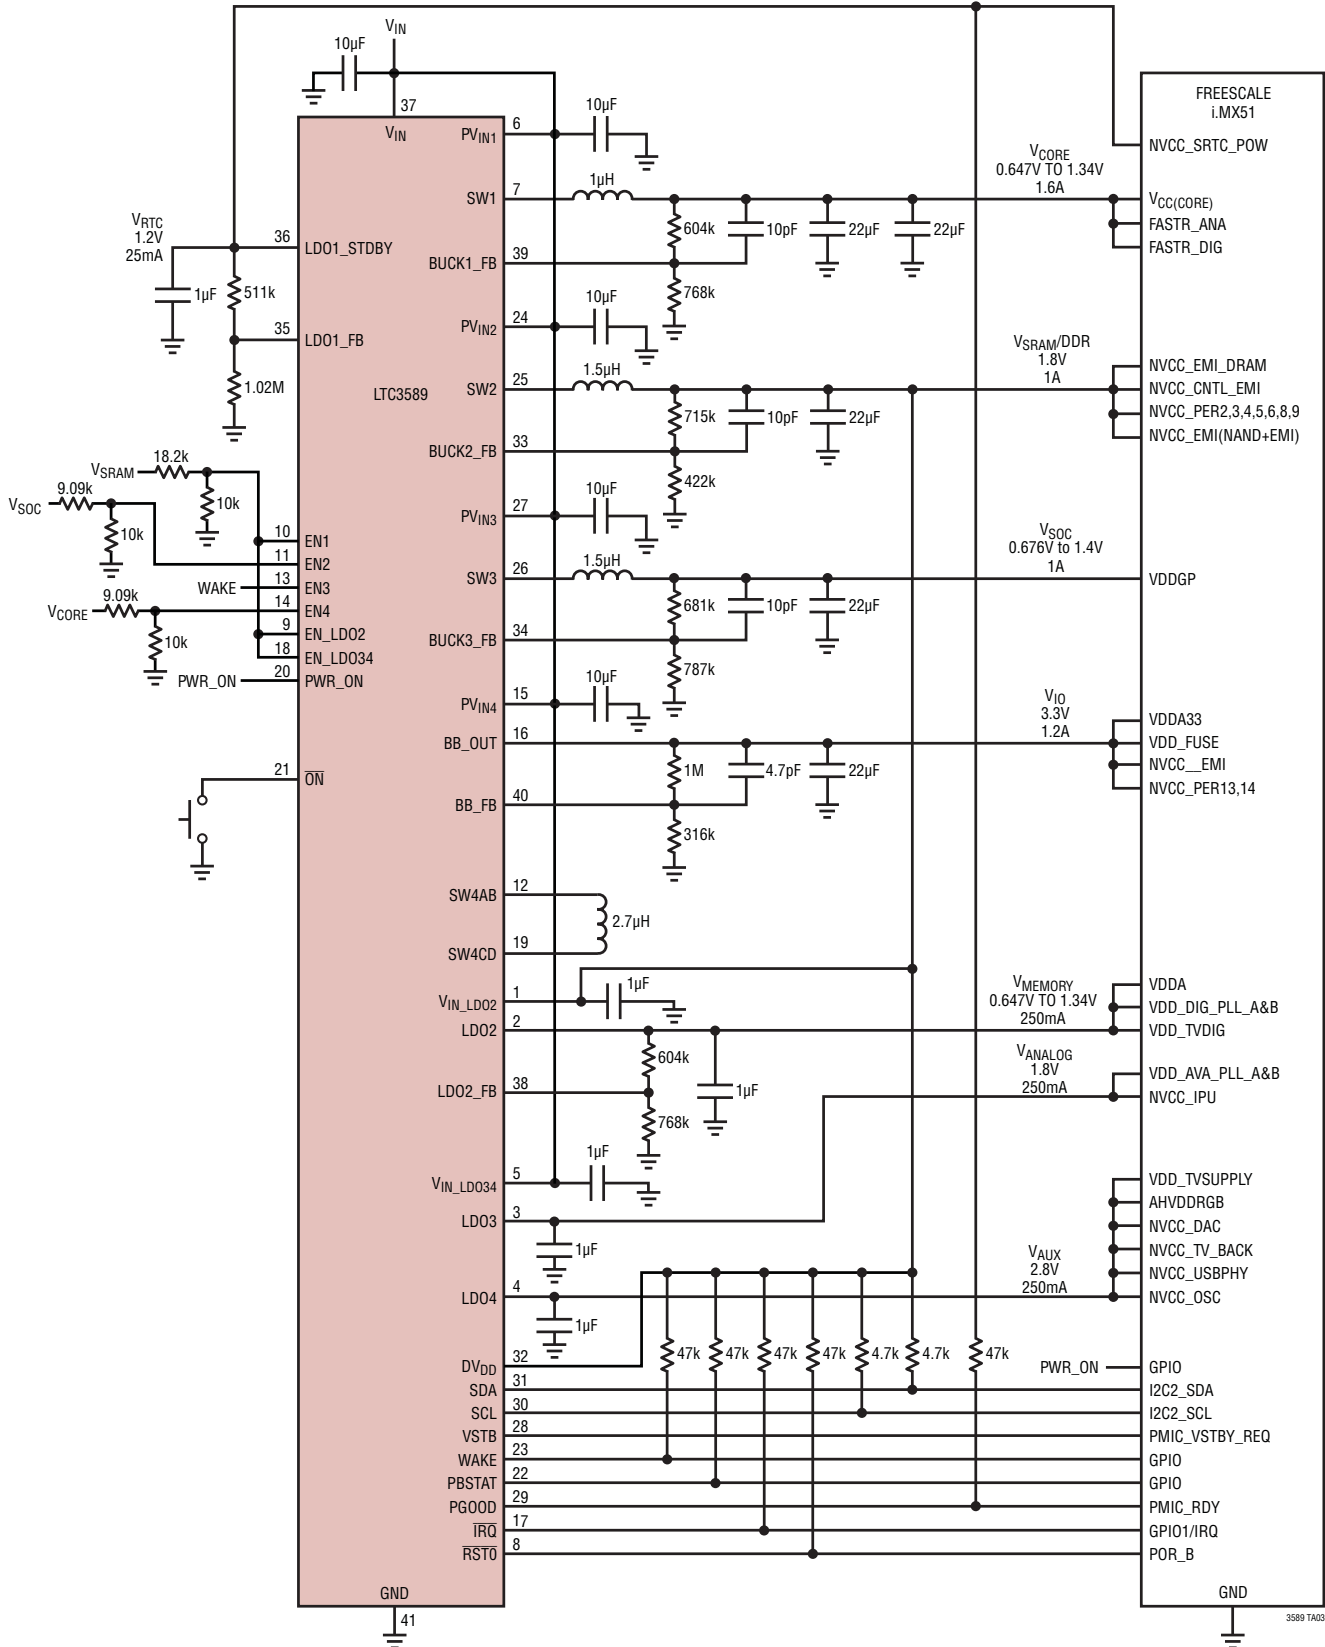 VIN
10µF
37
VIN
LTC3589
VRTC
1.2V
25mA
36
LDO1_STDBY
1µF
511k
35
LDO1_FB
1.02M
VSRAM
18.2k
10k
VSOC
9.09k
10k
10
EN1
11
EN2
WAKE
13
EN3
VCORE
9.09k
10k
14
EN4
9
EN_LDO2
18
EN_LDO34
PWR_ON
20
PWR_ON
21
ON
PVIN1
6
10µF
SW1
7
1µH
604k
10pF
22µF
22µF
VCORE
0.647V TO 1.34V
1.6A
BUCK1_FB
39
768k
PVIN2
24
10µF
SW2
25
1.5µH
715k
10pF
22µF
VSRAM/DDR
1.8V
1A
BUCK2_FB
33
422k
PVIN3
27
10µF
SW3
26
1.5µH
681k
10pF
22µF
VSOC
0.676V to 1.4V
1A
BUCK3_FB
34
787k
PVIN4
15
10µF
BB_OUT
16
1M
4.7pF
22µF
VIO
3.3V
1.2A
BB_FB
40
316k
SW4AB
12
2.7µH
SW4CD
19
VIN_LDO2
1
1µF
LDO2
2
604k
1µF
VMEMORY
0.647V TO 1.34V
250mA
LDO2_FB
38
768k
VANALOG
1.8V
250mA
VIN_LDO34
5
1µF
LDO3
3
1µF
LDO4
4
1µF
VAUX
2.8V
250mA
DVDD
32
47k
47k
47k
47k
4.7k
4.7k
47k
SDA
31
SCL
30
VSTB
28
WAKE
23
PBSTAT
22
PGOOD
29
IRQ
17
RST0
8
GND
41
FREESCALE
i.MX51
NVCC_SRTC_POW
VCC(CORE)
FASTR_ANA
FASTR_DIG
NVCC_EMI_DRAM
NVCC_CNTL_EMI
NVCC_PER2,3,4,5,6,8,9
NVCC_EMI(NAND+EMI)
VDDGP
VDDA33
VDD_FUSE
NVCC__EMI
NVCC_PER13,14
VDDA
VDD_DIG_PLL_A&B
VDD_TVDIG
VDD_AVA_PLL_A&B
NVCC_IPU
VDD_TVSUPPLY
AHVDDRGB
NVCC_DAC
NVCC_TV_BACK
NVCC_USBPHY
NVCC_OSC
PWR_ON
GPIO
I2C2_SDA
I2C2_SCL
PMIC_VSTBY_REQ
GPIO
GPIO
PMIC_RDY
GPIO1/IRQ
POR_B
GND
3589 TA03